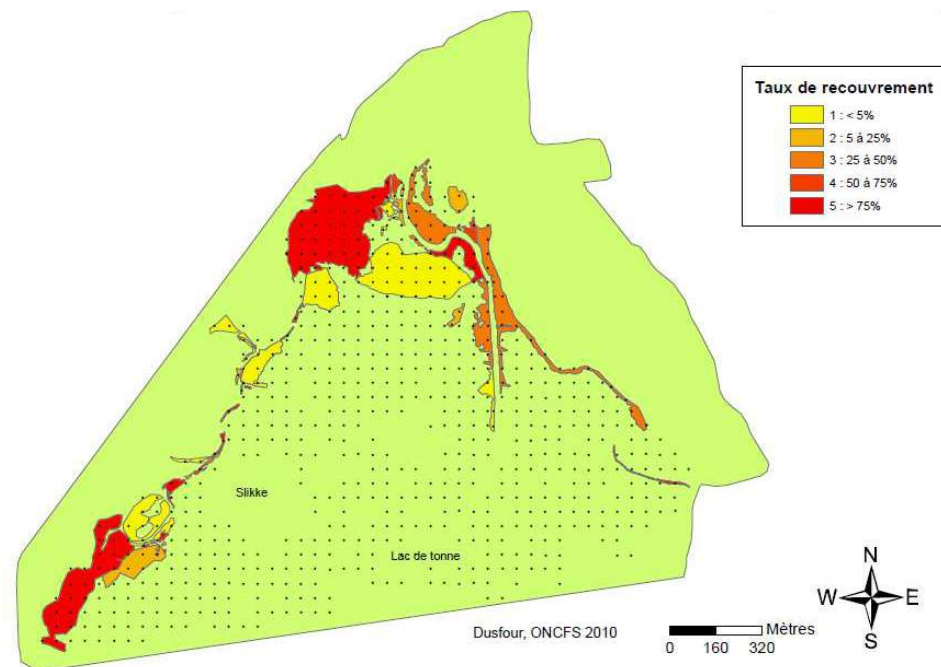 Taux de recouvrement
1 : < 5%
2 : 5 à 25%
3 : 25 à 50%
4 : 50 à 75%
5 : > 75%
Slikke
Lac de tonne
Dusfour, ONCFS 2010
Mètres
0 160 320
N
W E
S